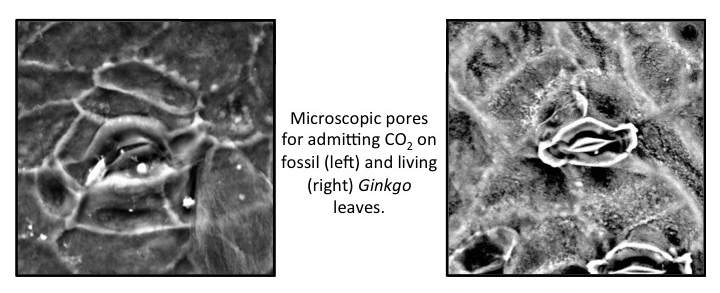 Microscopic pores
for admitting CO₂ on
fossil (left) and living
(right) Ginkgo
leaves.